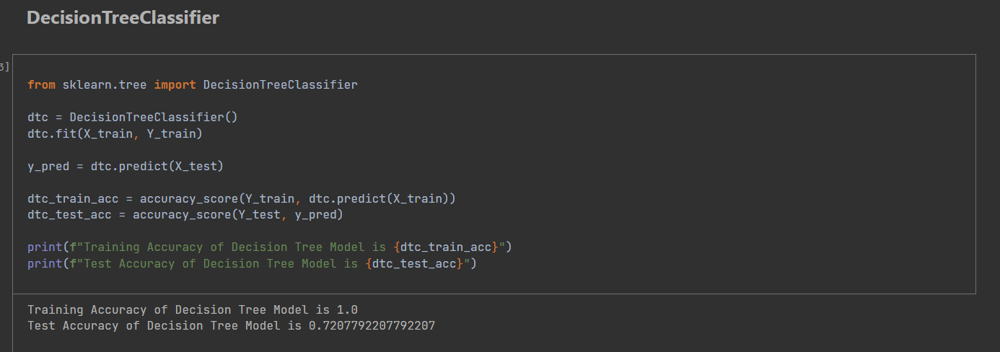 DecisionTreeClassifier
3]
from sklearn.tree import DecisionTreeClassifier
dtc = DecisionTreeClassifier()
dtc.fit(X_train, Y_train)
y_pred = dtc.predict(X_test)
dtc_train_acc = accuracy_score(Y_train, dtc.predict(X_train))
dtc_test_acc = accuracy_score(Y_test, y_pred)
print(f"Training Accuracy of Decision Tree Model is {dtc_train_acc}")
print(f"Test Accuracy of Decision Tree Model is {dtc_test_acc}")
Training Accuracy of Decision Tree Model is 1.0
Test Accuracy of Decision Tree Model is 0.7207792207792207